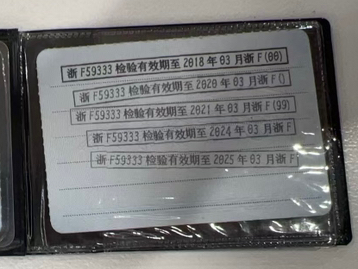 浙 F59333 检验有效期至 2018 年 03 月浙 F(00)
浙 F59333 检验有效期至 2020 年 03 月浙 F()
浙 F59333 检验有效期至 2021 年 03 月浙 F(99)
浙 F59333 检验有效期至 2024 年 03 月浙 F
浙 F59333 检验有效期至 2025 年 03 月浙 F